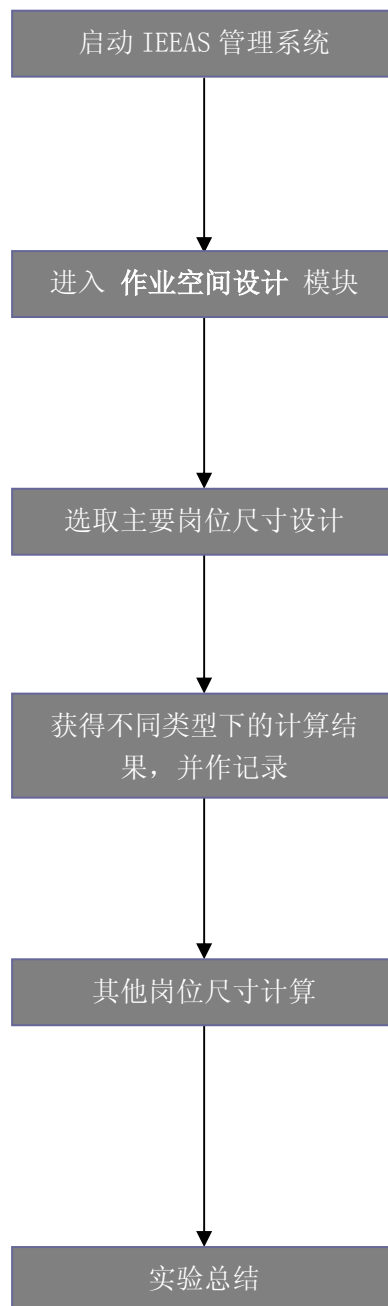 启动 IEEAS 管理系统
进入 作业空间设计 模块
选取主要岗位尺寸设计
获得不同类型下的计算结
果，并作记录
其他岗位尺寸计算
实验总结